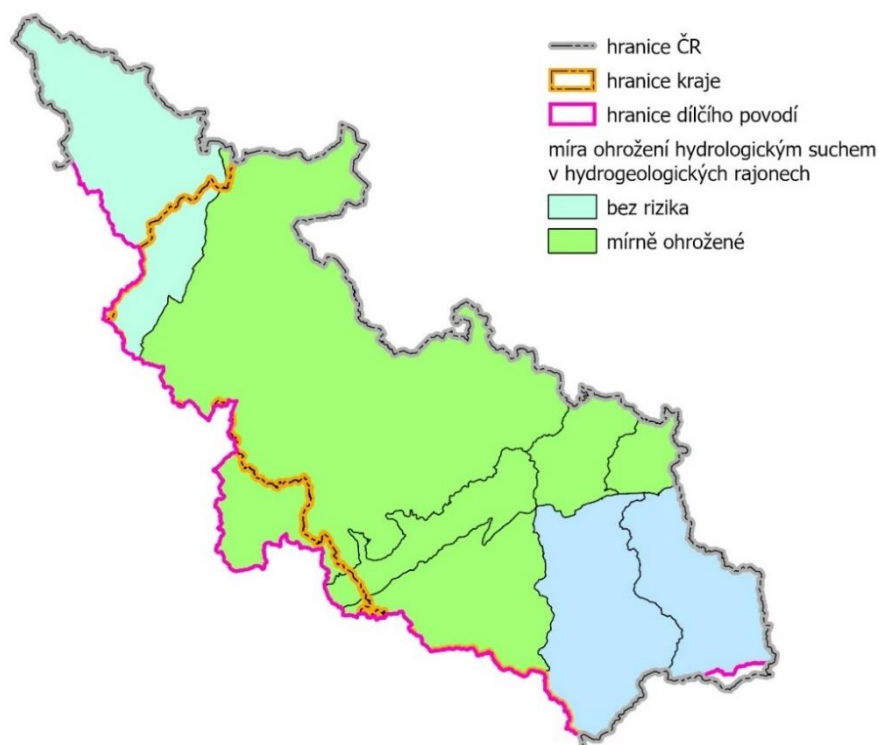 hranice ČR
hranice kraje
hranice dílčího povodí
míra ohrožení hydrologickým suchem
v hydrogeologických rajonech
bez rizika
mírně ohrožené